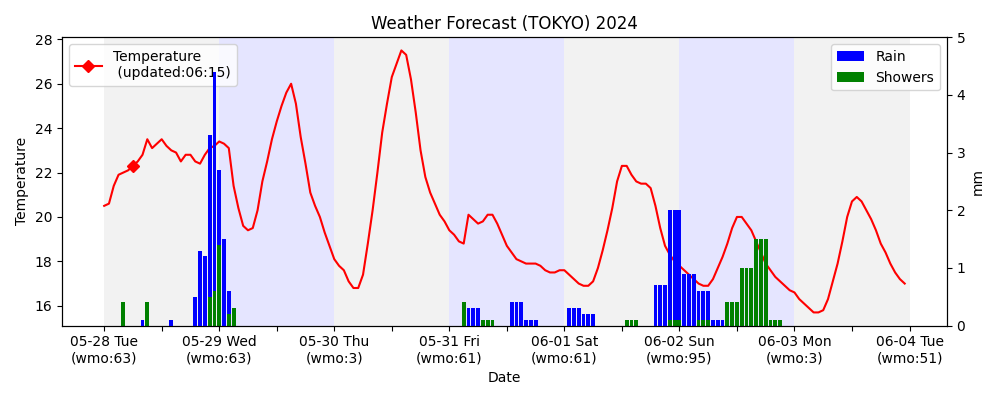 Weather Forecast (TOKYO) 2024
Temperature
(updated:06:15)
Rain
Showers
28
26
24
22
20
18
16
Temperature
5
4
3
2
1
0
mm
05-28 Tue
(wmo:63)
05-29 Wed
(wmo:63)
05-30 Thu
(wmo:3)
05-31 Fri
(wmo:61)
06-01 Sat
(wmo:61)
06-02 Sun
(wmo:95)
06-03 Mon
(wmo:3)
06-04 Tue
(wmo:51)
Date